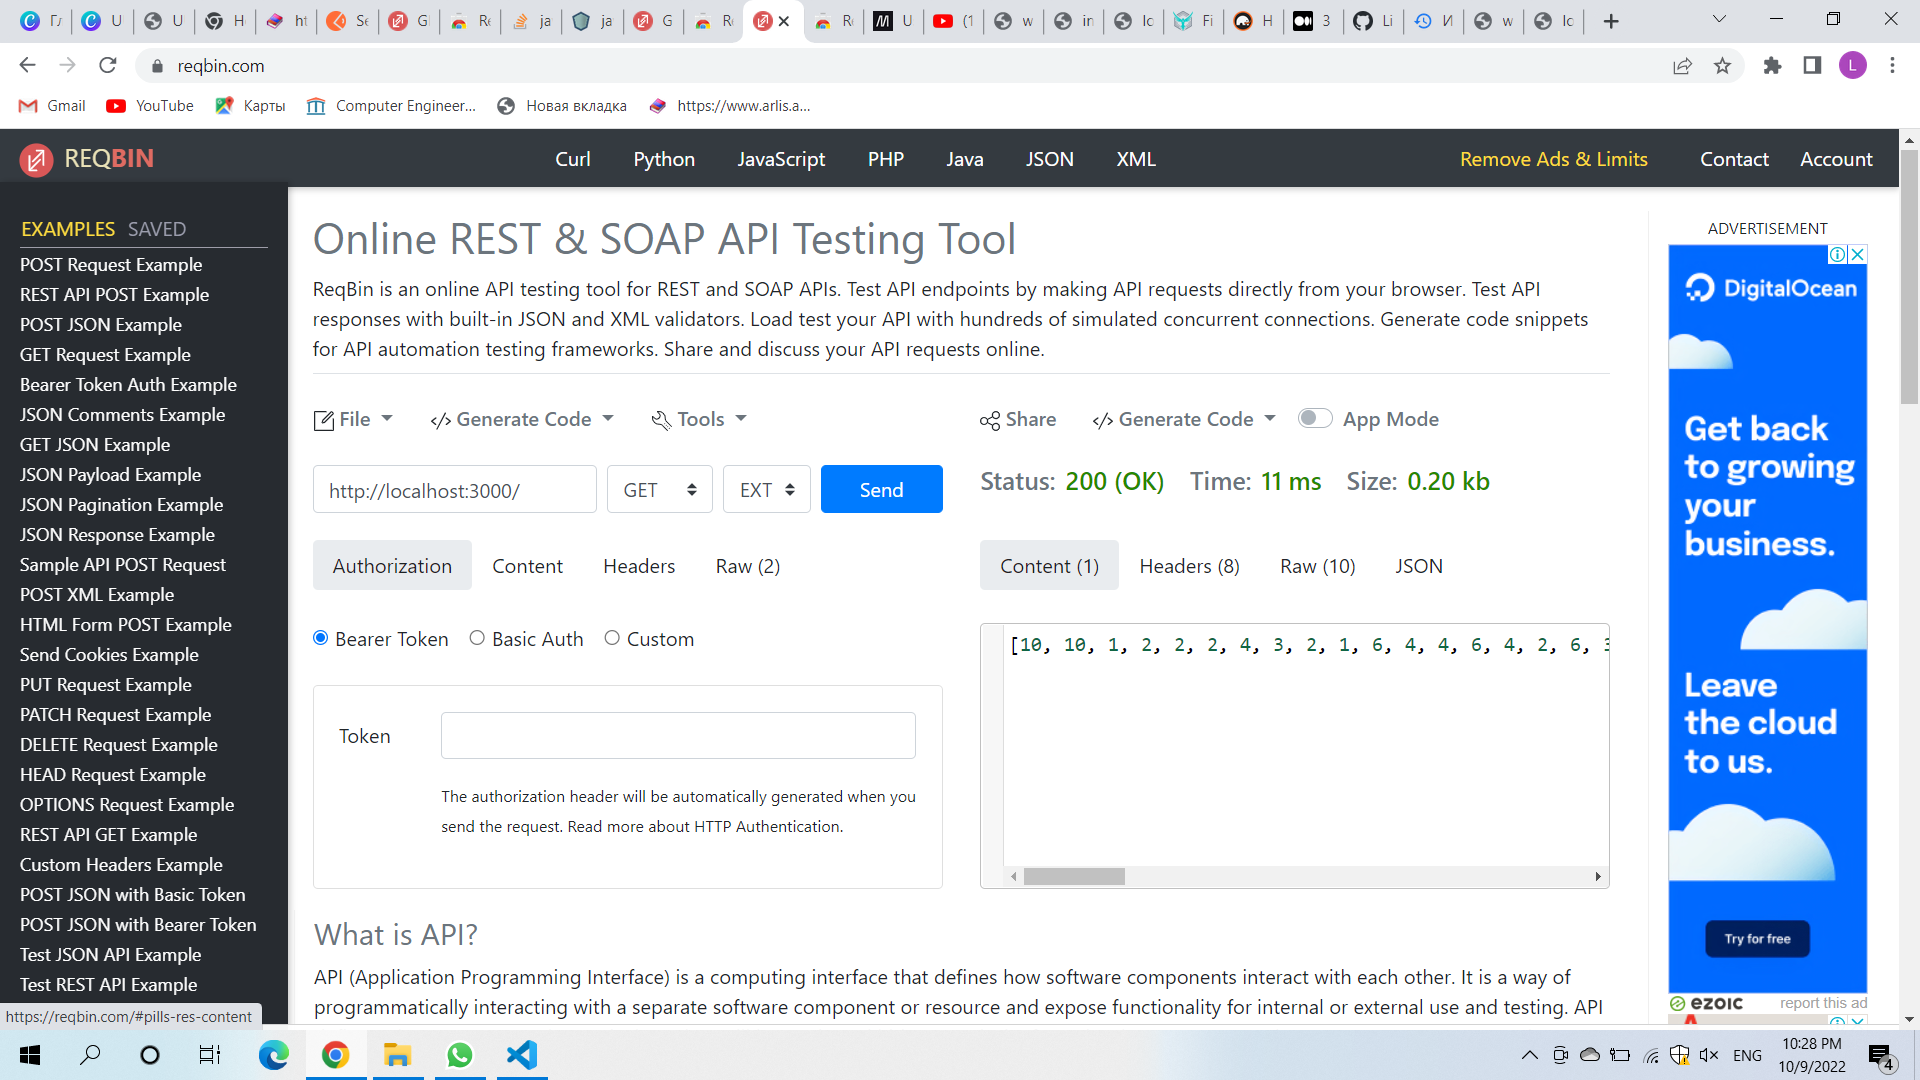 Гл
U
U
H
ht
Se
G
Re
ja
ja
G
Re
Re
U
(1
w
in
Ic
Fi
H
3
Li
И
w
Ic
reqbin.com
L
Gmail
YouTube
Карты
Computer Engineer...
Новая вкладка
https://www.arlis.a...
REQBIN
Curl
Python
JavaScript
PHP
Java
JSON
XML
Remove Ads & Limits
Contact
Account
EXAMPLES SAVED
POST Request Example
REST API POST Example
POST JSON Example
GET Request Example
Bearer Token Auth Example
JSON Comments Example
GET JSON Example
JSON Payload Example
JSON Pagination Example
JSON Response Example
Sample API POST Request
POST XML Example
HTML Form POST Example
Send Cookies Example
PUT Request Example
PATCH Request Example
DELETE Request Example
HEAD Request Example
OPTIONS Request Example
REST API GET Example
Custom Headers Example
POST JSON with Basic Token
POST JSON with Bearer Token
Test JSON API Example
Test REST API Example
https://reqbin.com/#pills-res-content
Online REST & SOAP API Testing Tool
ReqBin is an online API testing tool for REST and SOAP APIs. Test API endpoints by making API requests directly from your browser. Test API
responses with built-in JSON and XML validators. Load test your API with hundreds of simulated concurrent connections. Generate code snippets
for API automation testing frameworks. Share and discuss your API requests online.
File
Generate Code
Tools
http://localhost:3000/
GET
EXT
Send
Authorization
Content
Headers
Raw (2)
Bearer Token
Basic Auth
Custom
Token
The authorization header will be automatically generated when you
send the request. Read more about HTTP Authentication.
Share
Generate Code
App Mode
Status: 200 (OK) Time: 11 ms Size: 0.20 kb
Content (1)
Headers (8)
Raw (10)
JSON
[10, 10, 1, 2, 2, 2, 4, 3, 2, 1, 6, 4, 4, 6, 4, 2, 6, 3
What is API?
API (Application Programming Interface) is a computing interface that defines how software components interact with each other. It is a way of
programmatically interacting with a separate software component or resource and expose functionality for internal or external use and testing. API
ADVERTISEMENT
DigitalOcean
Get back
to growing
your
business.
Leave
the cloud
to us.
Try for free
ezoic
report this ad
ENG
10:28 PM
10/9/2022
4